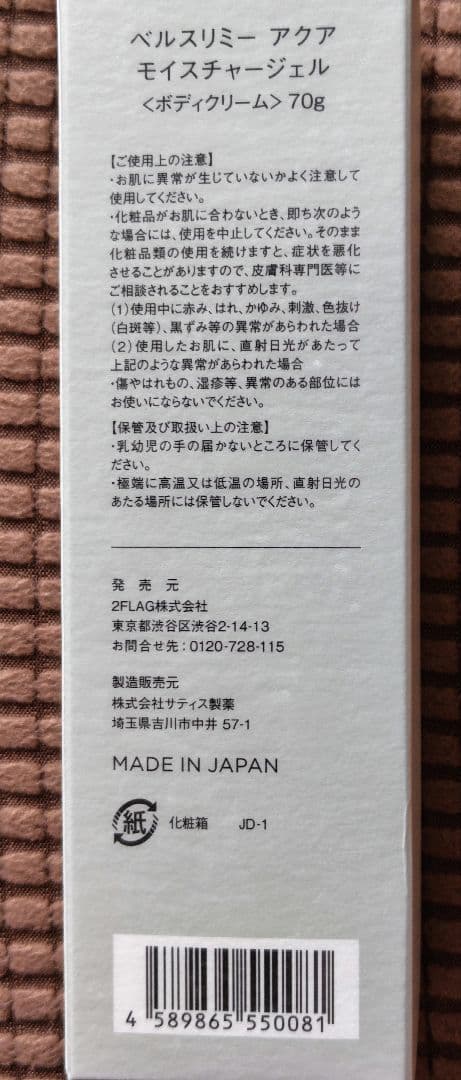 ベルスリミー アクア
モイスチャージェル
〈ボディクリーム〉70g
【ご使用上の注意】
・お肌に異常が生じていないかよく注意して
使用してください。
・化粧品がお肌に合わないとき、即ち次のよう
な場合には、使用を中止してください。そのまま
化粧品類の使用を続けますと、症状を悪化
させることがありますので、皮膚科専門医等に
ご相談されることをおすすめします。
(1)使用中に赤み、はれ、かゆみ、刺激、色抜け
(白斑等)、黒ずみ等の異常があらわれた場合
(2)使用したお肌に、直射日光があたって
上記のような異常があらわれた場合
・傷やはれもの、湿疹等、異常のある部位には
お使いにならないでください。
【保管及び取扱い上の注意】
・乳幼児の手の届かないところに保管してく
ださい。
・極端に高温又は低温の場所、直射日光の
あたる場所には保管しないでください。
発売元
2FLAG株式会社
東京都渋谷区渋谷2-14-13
お問合せ先：0120-728-115
製造販売元
株式会社サティス製薬
埼玉県吉川市中井 57-1
MADE IN JAPAN
紙 化粧箱 JD-1
4 589865 550081